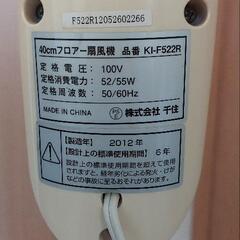 F522R12052602266
40cmフロアー扇風機 品番 KI-F522R
定格電圧: 100V
定格消費電力: 52/55W
定格周波数: 50/60Hz
株式会社 千住
MADE IN CHINA
【製造年】 2012年
【設計上の標準使用期間】 6年
設計上の標準使用期間を超えて使用されますと、経年劣化による発火・けがなどの事故に至るおそれがあります。